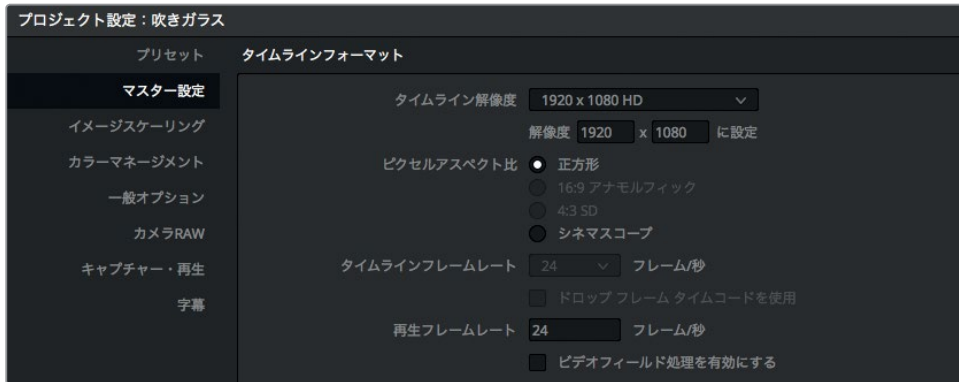 プロジェクト設定：吹きガラス
プリセット
マスター設定
イメージスケーリング
カラーマネージメント
一般オプション
カメラRAW
キャプチャー・再生
字幕
タイムラインフォーマット
タイムライン解像度 1920 x 1080 HD
解像度 1920 x 1080 に設定
ピクセルアスペクト比 正方形
16:9 アナモルフィック
4:3 SD
シネマスコープ
タイムラインフレームレート 24 フレーム/秒
ドロップ フレーム タイムコードを使用
再生フレームレート 24 フレーム/秒
ビデオフィールド処理を有効にする